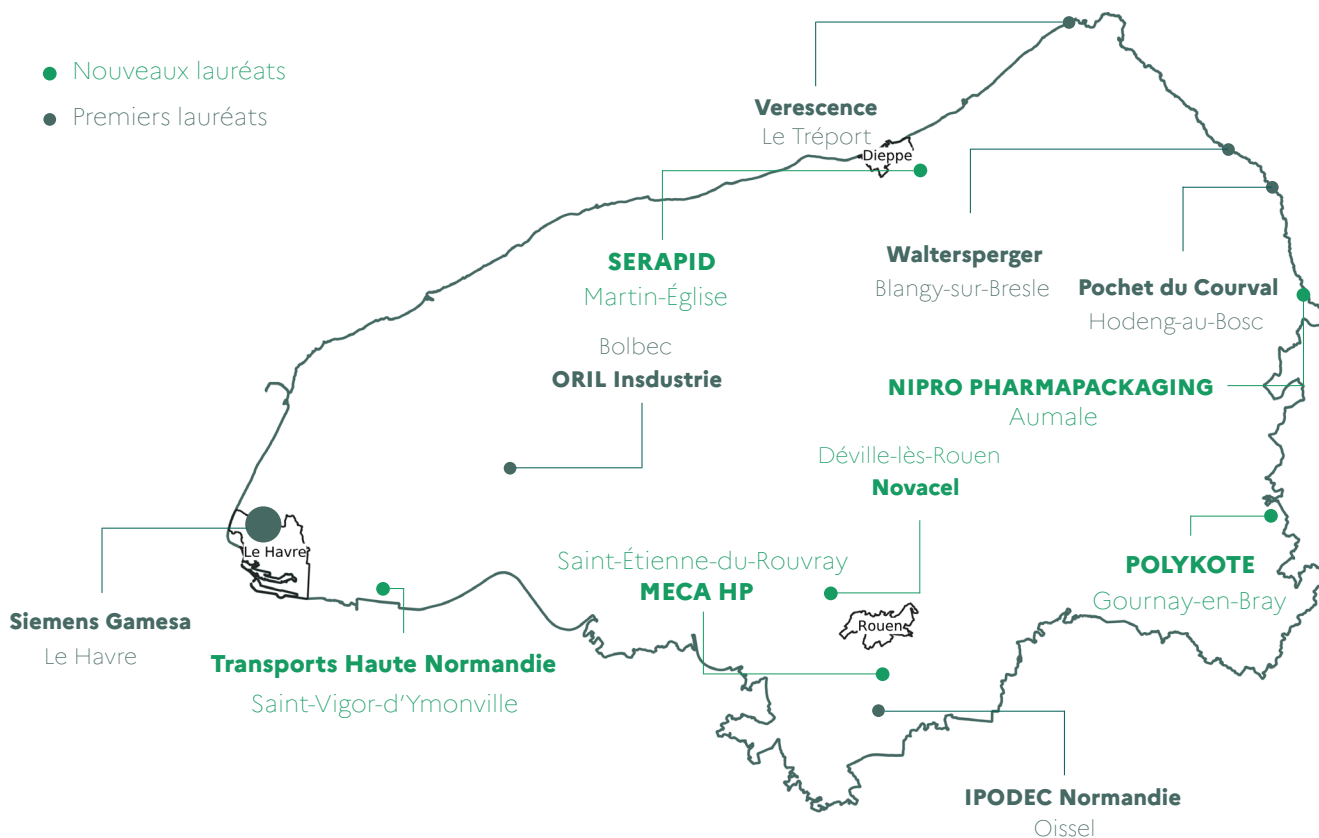 Nouveaux lauréats
Premiers lauréats
Verescence
Le Tréport
Dieppe
SERAPID
Martin-Église
Waltersperger
Blangy-sur-Bresle
Pochet du Courval
Hodeng-au-Bosc
Bolbec
ORIL Insdustrie
NIPRO PHARMAPACKAGING
Aumale
Déville-lès-Rouen
Novacel
Le Havre
Saint-Étienne-du-Rouvray
MECA HP
POLYKOTE
Gournay-en-Bray
Rouen
Siemens Gamesa
Le Havre
Transports Haute Normandie
Saint-Vigor-d'Ymonville
IPODEC Normandie
Oissel